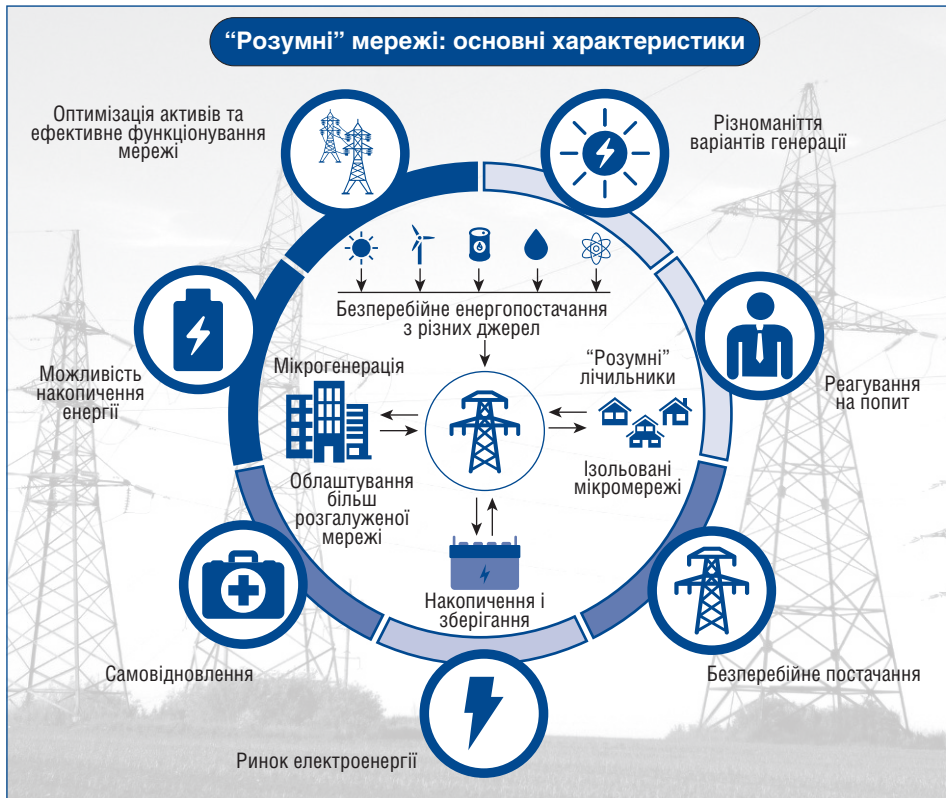 “Розумні” мережі: основні характеристики
Оптимізація активів та
ефективне функціонування
мережі
Різноманіття
варіантів генерації
Безперебійне енергопостачання
з різних джерел
Мікрогенерація
“Розумні”
лічильники
Можливість
накопичення
енергії
Реагування
на попит
Облаштування
більш
розгалуженої
мережі
Ізольовані
мікромережі
Накопичення і
зберігання
Самовідновлення
Безперебійне постачання
Ринок електроенергії